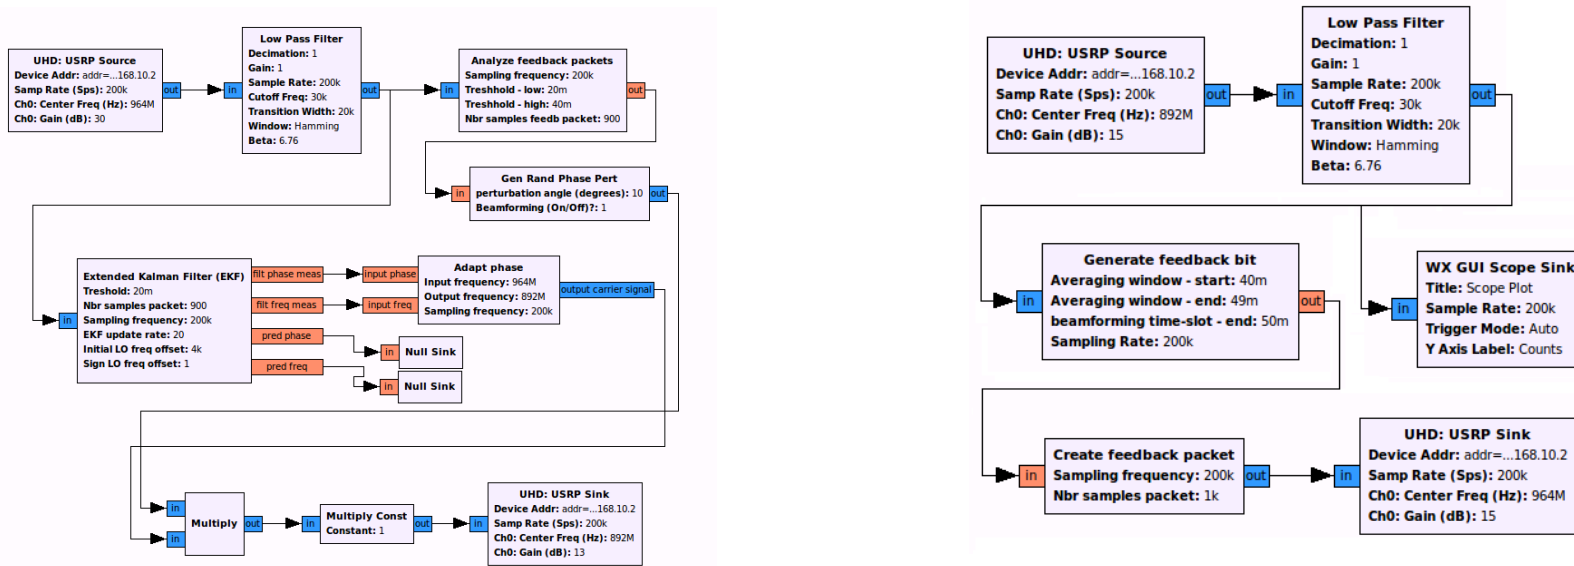 UHD: USRP Source
Device Addr: addr=...168.10.2
Samp Rate (Sps): 200k
Ch0: Center Freq (Hz): 964M
Ch0: Gain (dB): 30
out
in
Low Pass Filter
Decimation: 1
Gain: 1
Sample Rate: 200k
Cutoff Freq: 30k
Transition Width: 20k
Window: Hamming
Beta: 6.76
out
in
Analyze feedback packets
Sampling frequency: 200k
Treshhold - low: 20m
Treshhold - high: 40m
Nbr samples feedb packet: 900
out
in
Gen Rand Phase Pert
perturbation angle (degrees): 10
Beamforming (On/Off)?: 1
out
in
Extended Kalman Filter (EKF)
Treshold: 20m
Nbr samples packet: 900
Sampling frequency: 200k
EKF update rate: 20
Initial LO freq offset: 4k
Sign LO freq offset: 1
filt phase meas
filt freq meas
pred phase
pred freq
input phase
input freq
Adapt phase
Input frequency: 964M
Output frequency: 892M
Sampling frequency: 200k
output carrier signal
in
Null Sink
in
Null Sink
in
in
Multiply
out
in
Multiply Const
Constant: 1
out
in
UHD: USRP Sink
Device Addr: addr=...168.10.2
Samp Rate (Sps): 200k
Ch0: Center Freq (Hz): 892M
Ch0: Gain (dB): 13
UHD: USRP Source
Device Addr: addr=...168.10.2
Samp Rate (Sps): 200k
Ch0: Center Freq (Hz): 892M
Ch0: Gain (dB): 15
out
in
Low Pass Filter
Decimation: 1
Gain: 1
Sample Rate: 200k
Cutoff Freq: 30k
Transition Width: 20k
Window: Hamming
Beta: 6.76
out
in
Generate feedback bit
Averaging window - start: 40m
Averaging window - end: 49m
beamforming time-slot - end: 50m
Sampling Rate: 200k
out
in
WX GUI Scope Sink
Title: Scope Plot
Sample Rate: 200k
Trigger Mode: Auto
Y Axis Label: Counts
in
Create feedback packet
Sampling frequency: 200k
Nbr samples packet: 1k
out
in
UHD: USRP Sink
Device Addr: addr=...168.10.2
Samp Rate (Sps): 200k
Ch0: Center Freq (Hz): 964M
Ch0: Gain (dB): 15